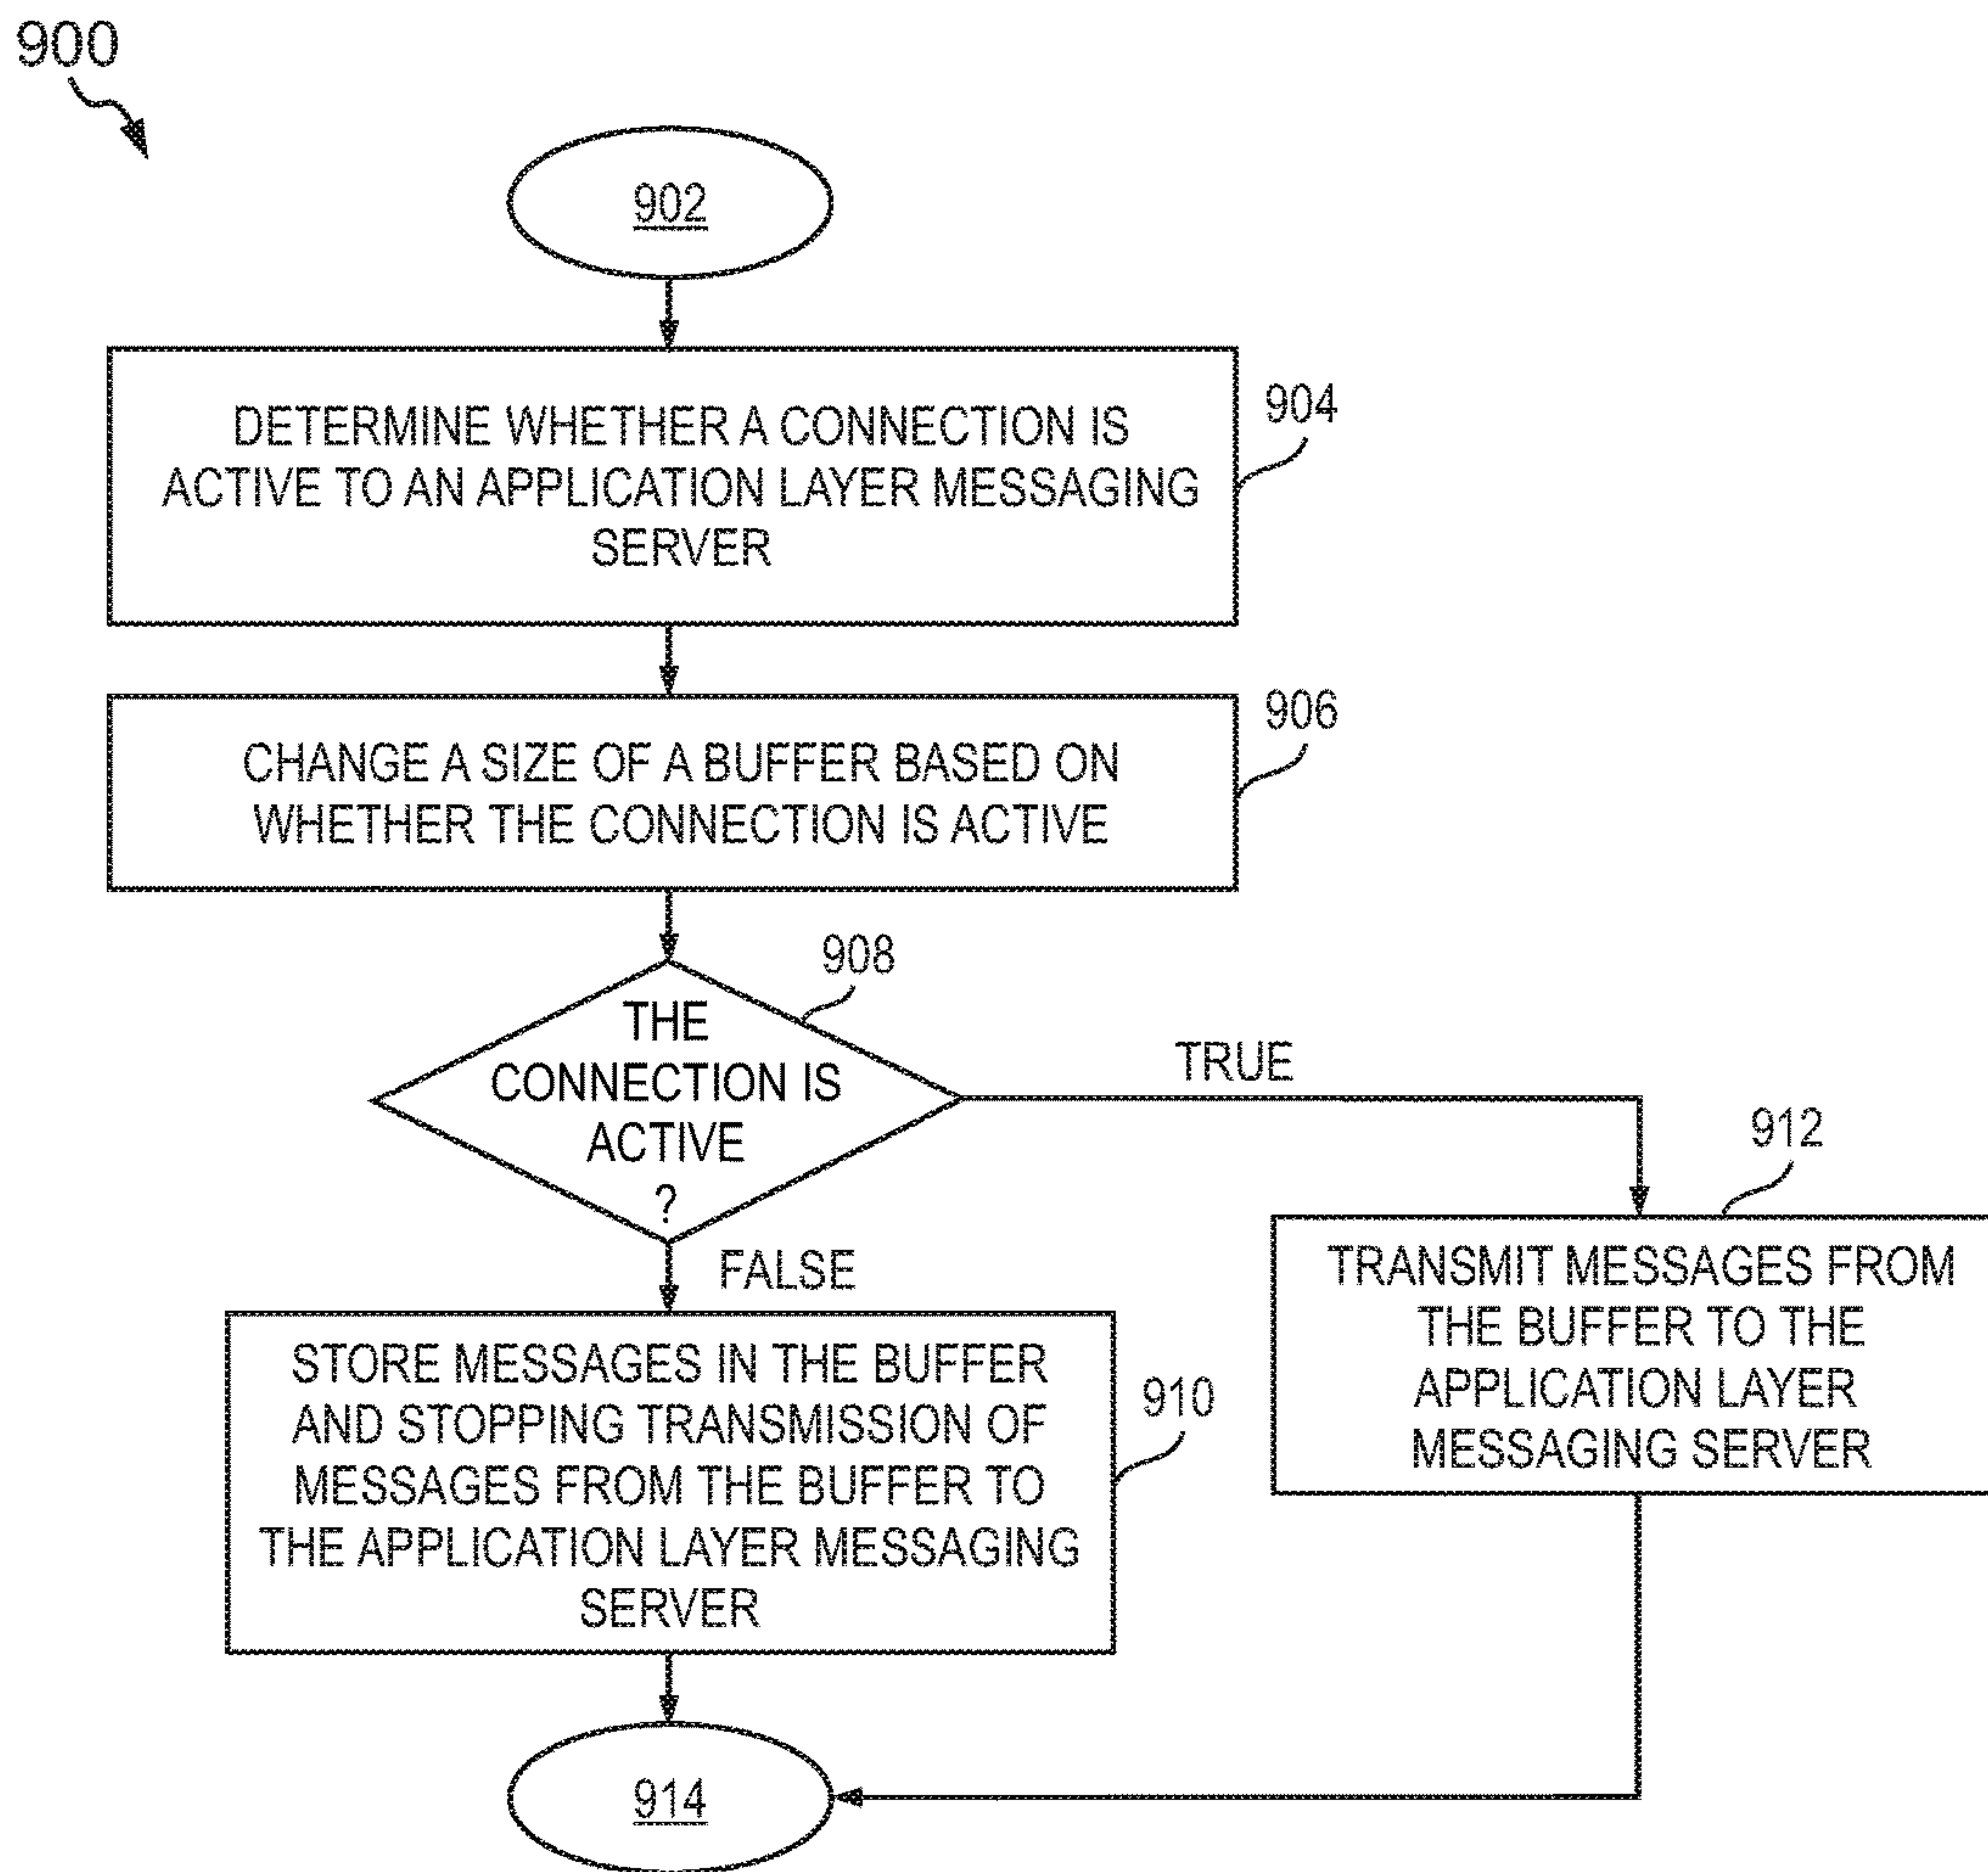 900
902
DETERMINE WHETHER A CONNECTION IS
ACTIVE TO AN APPLICATION LAYER MESSAGING
SERVER
904
CHANGE A SIZE OF A BUFFER BASED ON
WHETHER THE CONNECTION IS ACTIVE
906
908
THE
CONNECTION IS
ACTIVE
?
TRUE
FALSE
912
TRANSMIT MESSAGES FROM
THE BUFFER TO THE
APPLICATION LAYER
MESSAGING SERVER
STORE MESSAGES IN THE BUFFER
AND STOPPING TRANSMISSION OF
MESSAGES FROM THE BUFFER TO
THE APPLICATION LAYER MESSAGING
SERVER
910
914